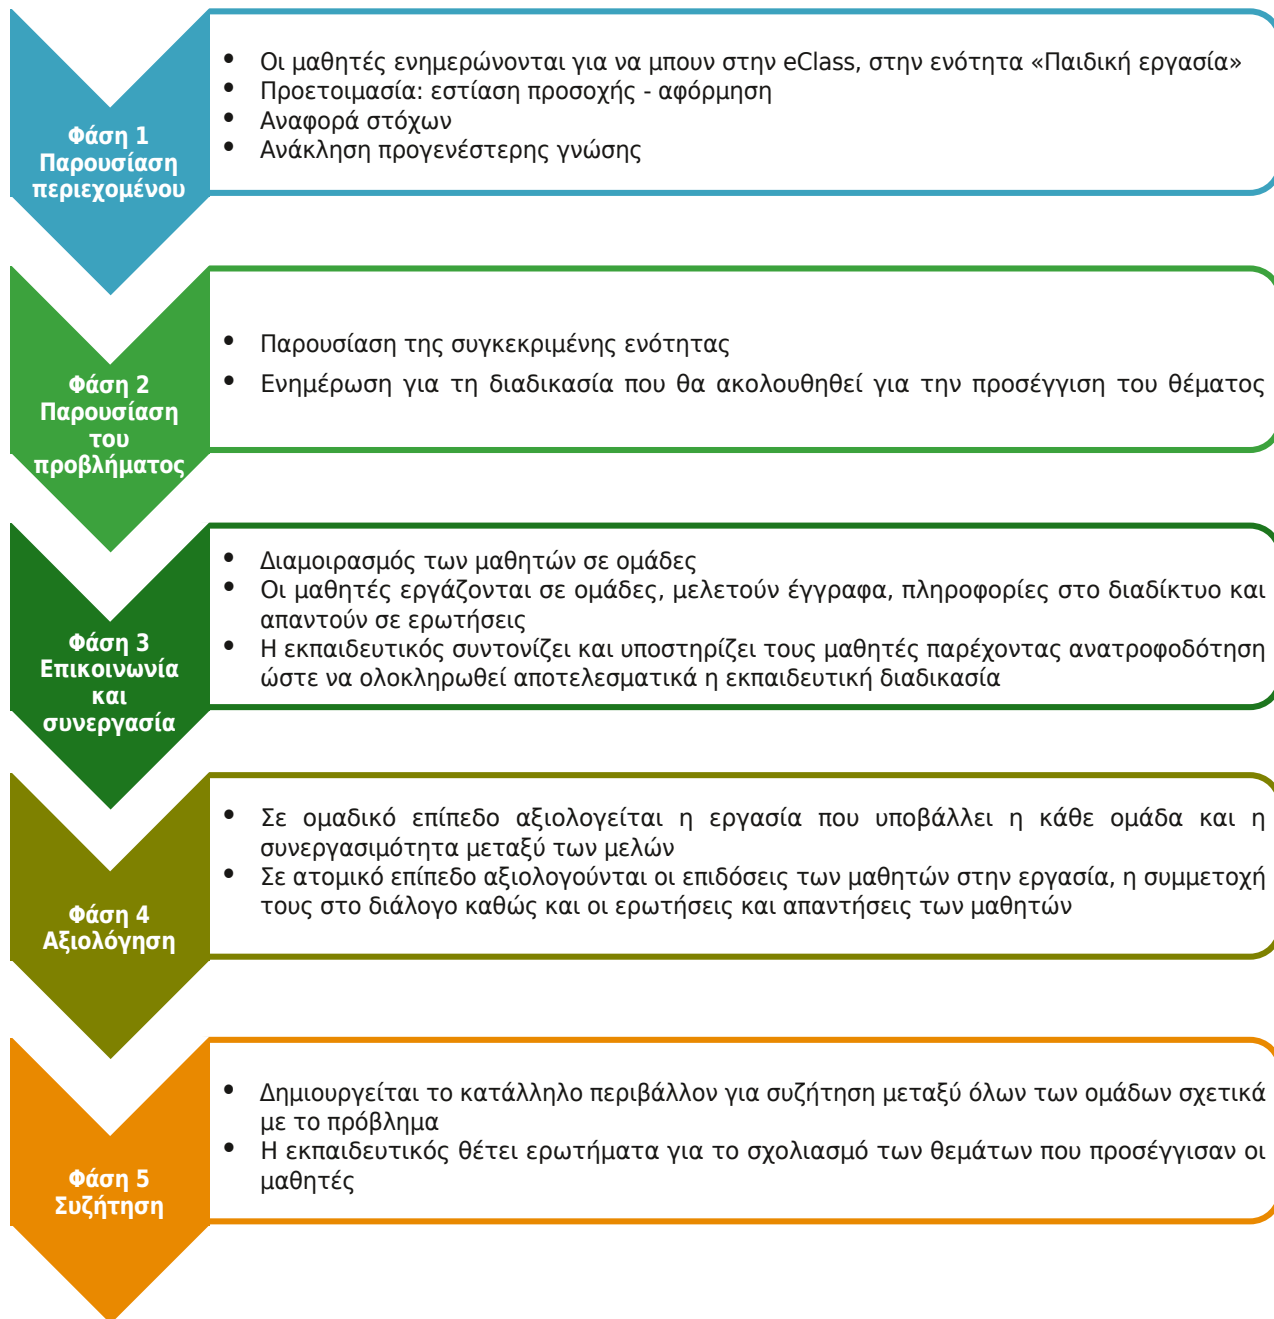 Φάση 1
Παρουσίαση
περιεχομένου
• Οι μαθητές ενημερώνονται για να μπουν στην eClass, στην ενότητα «Παιδική εργασία»
• Προετοιμασία: εστίαση προσοχής - αφόρμηση
• Αναφορά στόχων
• Ανάκληση προγενέστερης γνώσης
Φάση 2
Παρουσίαση
του
προβλήματος
• Παρουσίαση της συγκεκριμένης ενότητας
• Ενημέρωση για τη διαδικασία που θα ακολουθηθεί για την προσέγγιση του θέματος
Φάση 3
Επικοινωνία
και
συνεργασία
• Διαμοιρασμός των μαθητών σε ομάδες
• Οι μαθητές εργάζονται σε ομάδες, μελετούν έγγραφα, πληροφορίες στο διαδίκτυο και
απαντούν σε ερωτήσεις
• Η εκπαιδευτικός συντονίζει και υποστηρίζει τους μαθητές παρέχοντας ανατροφοδότηση
ώστε να ολοκληρωθεί αποτελεσματικά η εκπαιδευτική διαδικασία
Φάση 4
Αξιολόγηση
• Σε ομαδικό επίπεδο αξιολογείται η εργασία που υποβάλλει η κάθε ομάδα και η
συνεργασιμότητα μεταξύ των μελών
• Σε ατομικό επίπεδο αξιολογούνται οι επιδόσεις των μαθητών στην εργασία, η συμμετοχή
τους στο διάλογο καθώς και οι ερωτήσεις και απαντήσεις των μαθητών
Φάση 5
Συζήτηση
• Δημιουργείται το κατάλληλο περιβάλλον για συζήτηση μεταξύ όλων των ομάδων σχετικά
με το πρόβλημα
• Η εκπαιδευτικός θέτει ερωτήματα για το σχολιασμό των θεμάτων που προσέγγισαν οι
μαθητές